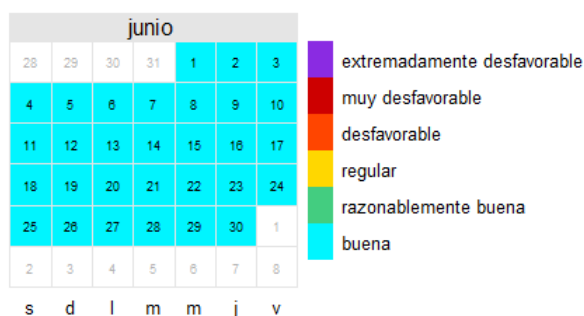 junio
28 29 30 31 1 2 3
4 5 6 7 8 9 10
11 12 13 14 15 16 17
18 19 20 21 22 23 24
25 26 27 28 29 30 1
2 3 4 5 6 7 8
s d l m m j v
extremadamente desfavorable
muy desfavorable
desfavorable
regular
razonablemente buena
buena